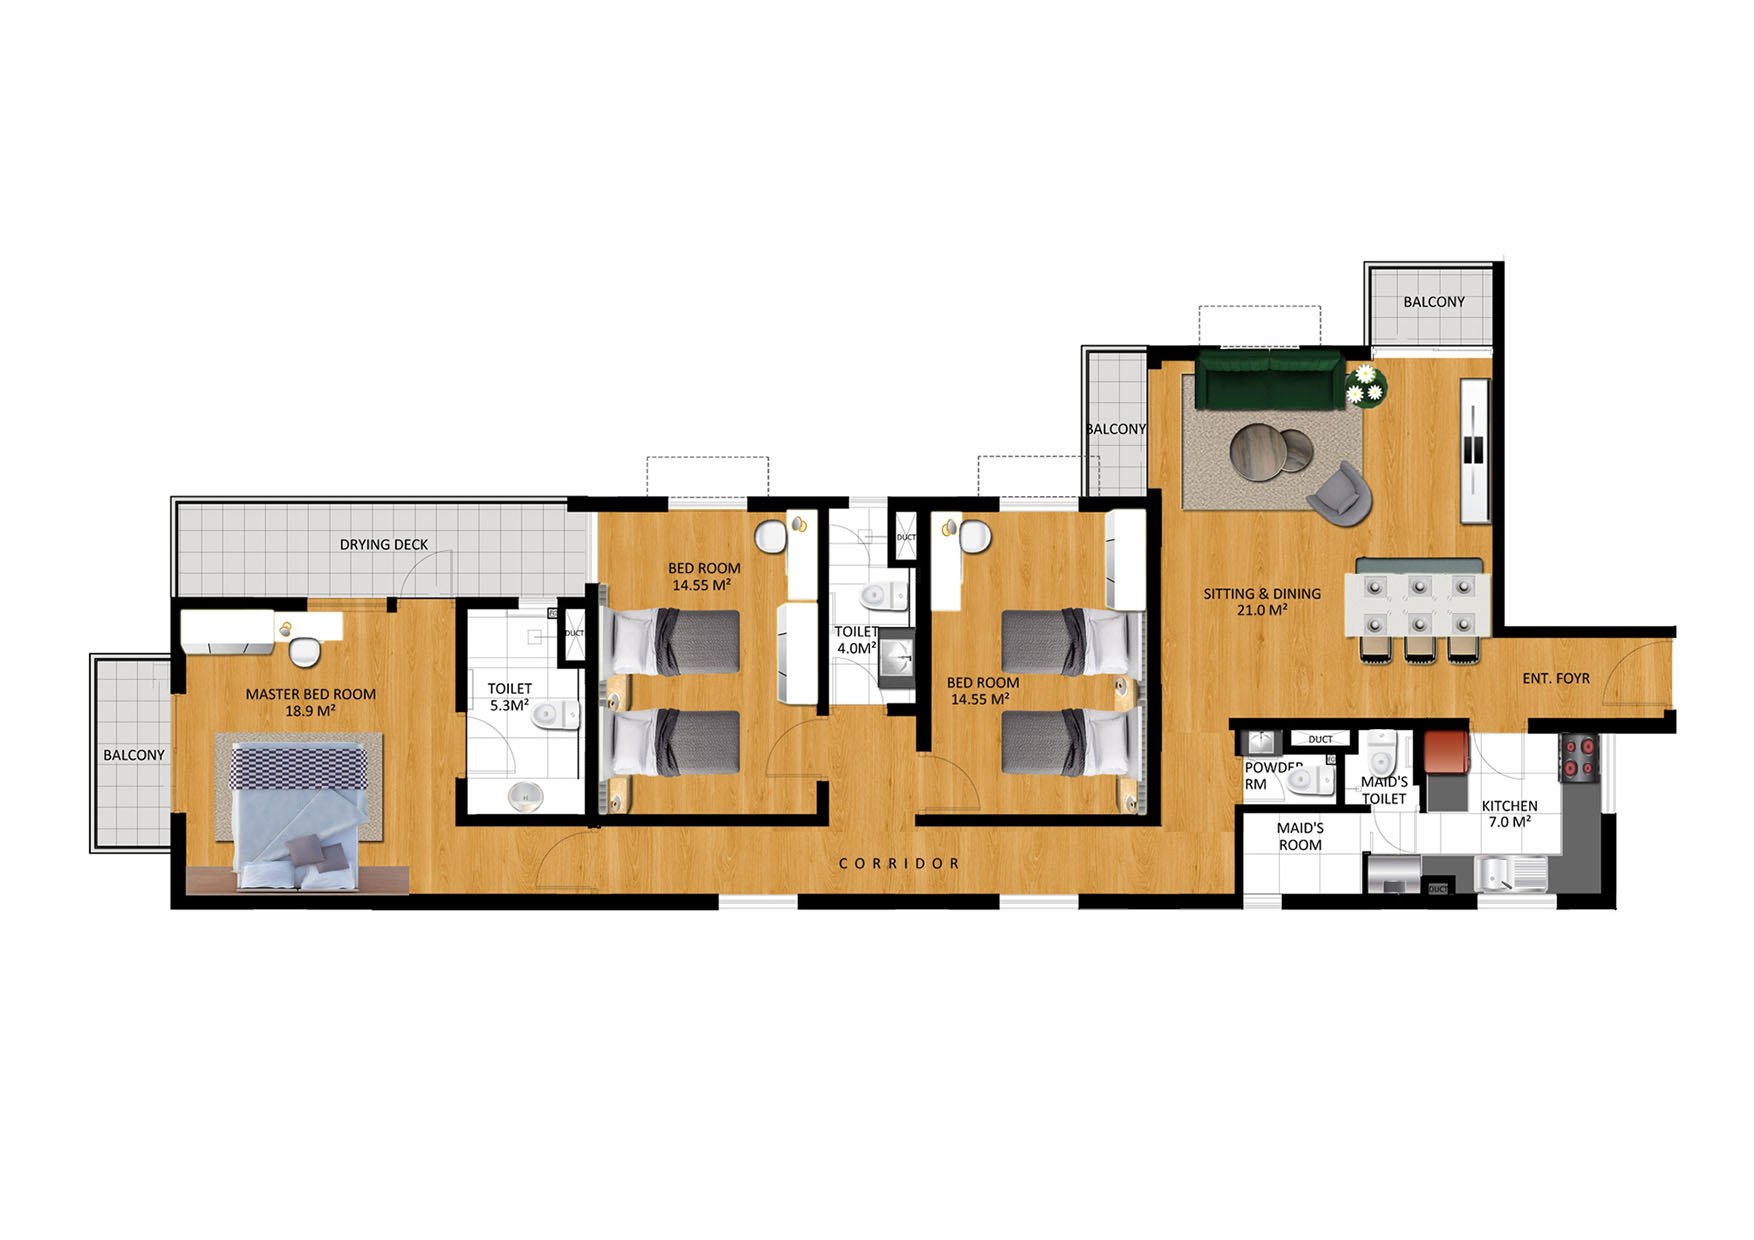 BALCONY
BALCONY
DRYING DECK
BED ROOM
14.55 M²
DUCT
SITTING & DINING
21.0 M²
FG
DUCT
TOILET
4.0M²
TOILET
5.3M²
MASTER BED ROOM
18.9 M²
BED ROOM
14.55 M²
ENT. FOYR
BALCONY
DUCT
POWDER
RM
FG
MAID'S
TOILET
KITCHEN
7.0 M²
MAID'S
ROOM
CORRIDOR
DUCT